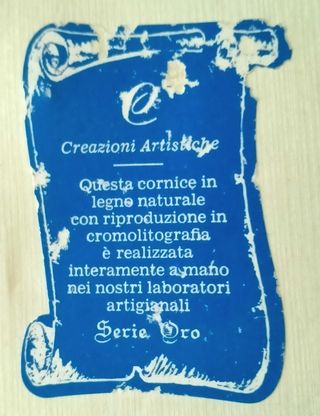 C
Creazioni Artistiche
Questa cornice in
legno naturale
con riproduzione in
cromolitografia
è realizzata
interamente a mano
nei nostri laboratori
artigianali
Serie Oro